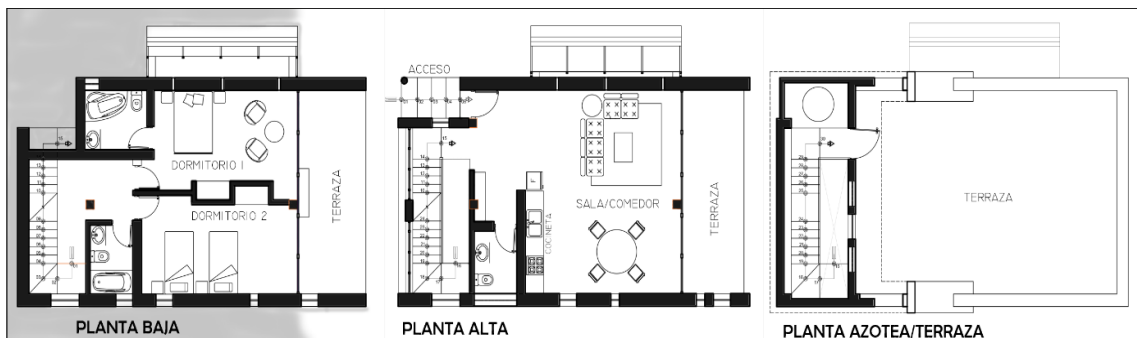 DORMITORIO 1
DORMITORIO 2
TERRAZA
PLANTA BAJA
ACCESO
SALA/COMEDOR
COCINETA
TERRAZA
PLANTA ALTA
TERRAZA
PLANTA AZOTEA/TERRAZA